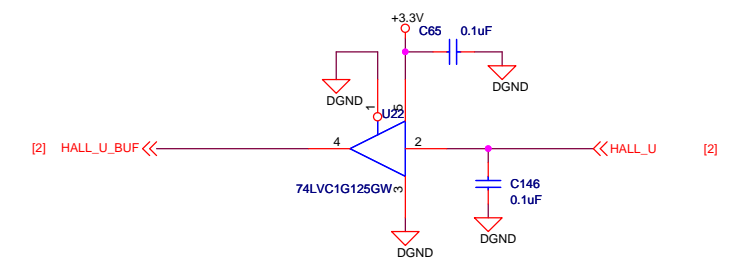 +3.3V
C65 0.1uF
DGND
DGND
1
5
U22
[2] HALL_U_BUF
4
2
HALL_U [2]
74LVC1G125GW
3
C146
0.1uF
DGND
DGND